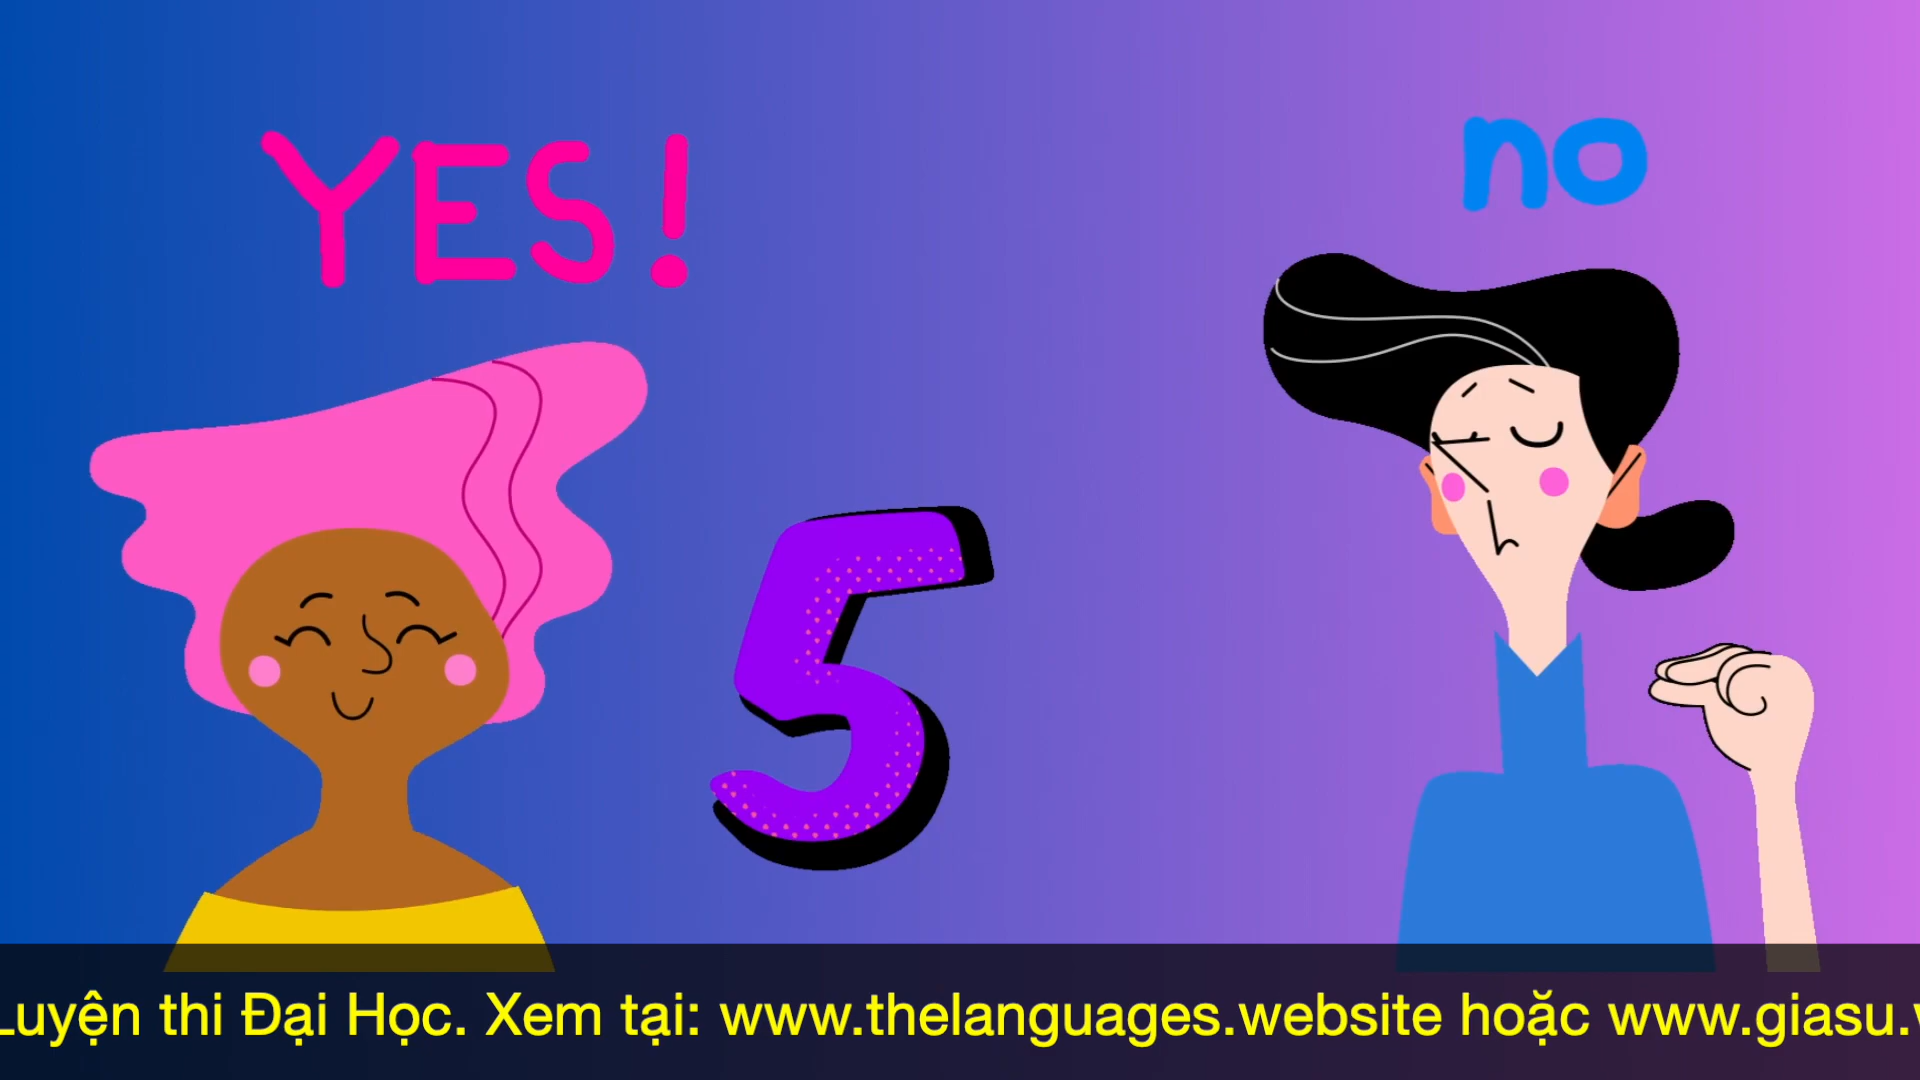 YES!
no
5
Luyện thi Đại Học. Xem tại: www.thelanguages.website hoặc www.giasu.